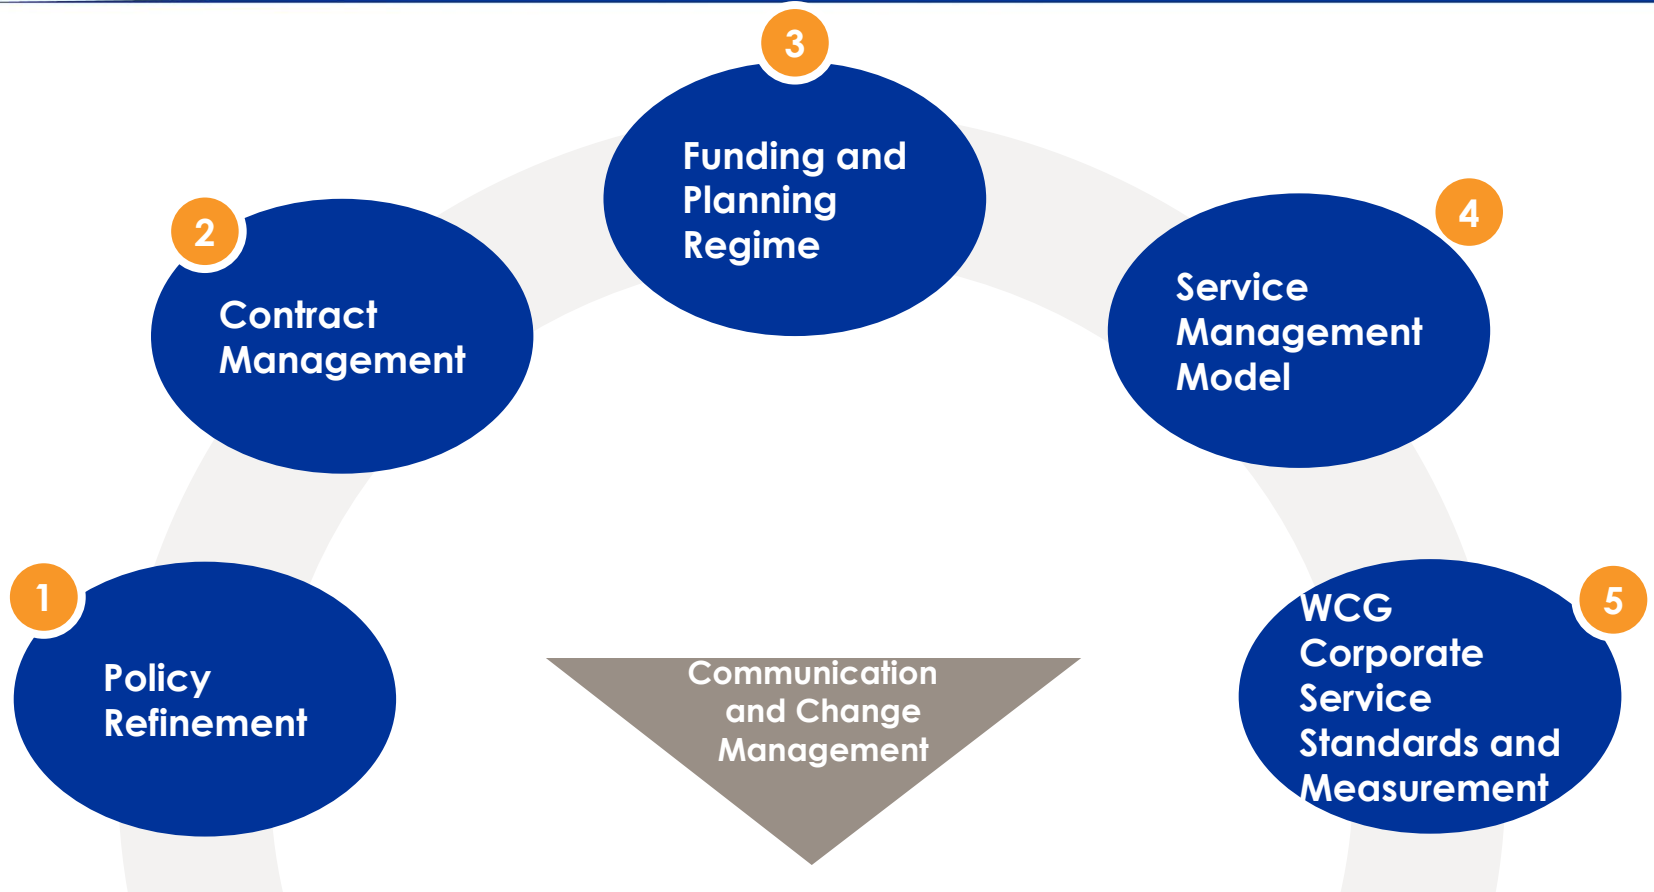 1
Policy
Refinement
2
Contract
Management
3
Funding and
Planning
Regime
4
Service
Management
Model
5
WCG
Corporate
Service
Standards and
Measurement
Communication
and Change
Management